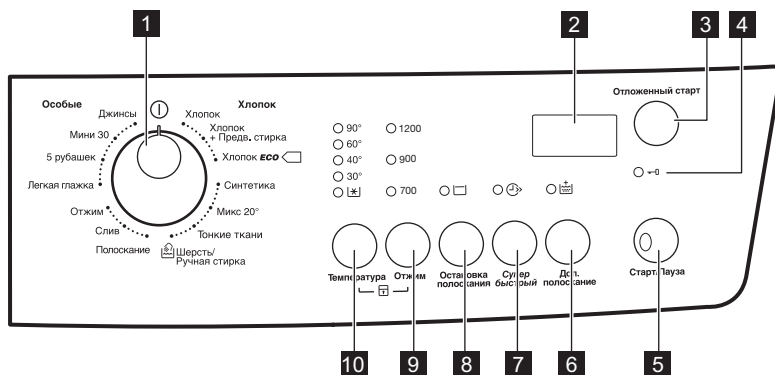 1
2
3
4
Особые
Хлопок
Отложенный старт
Джинсы
Хлопок
Мини 30
Хлопок
+ Предв. стирка
5 рубашек
Хлопок ECO
Легкая глажка
Синтетика
Отжим
Микс 20°
Слив
Тонкие ткани
Полоскание
Шерсть/
Ручная стирка
90°
1200
60°
40°
900
30°
700
Температура
Отжим
Остановка
полоскания
Супер
быстрый
Доп.
полоскание
Старт/Пауза
10
9
8
7
6
5